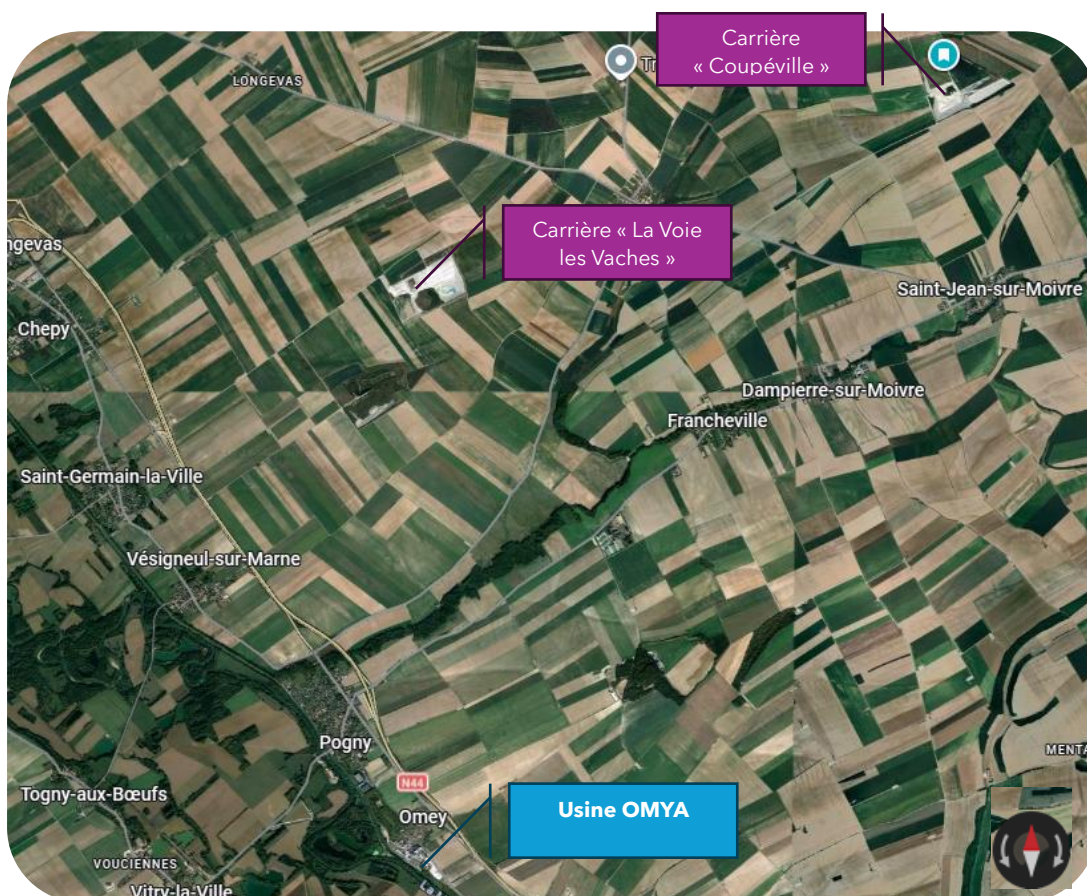 Carrière
« Coupéville »
LONGEVAS
Carrière « La Voie
les Vaches »
Saint-Jean-sur-Moivre
Chepy
Dampierre-sur-Moivre
Francheville
Saint-Germain-la-Ville
Vésigneul-sur-Marne
Pogny
MENTA
N44
Togny-aux-Bœufs
Omey
Usine OMYA
VOUCIENNES
Vitry-la-Ville